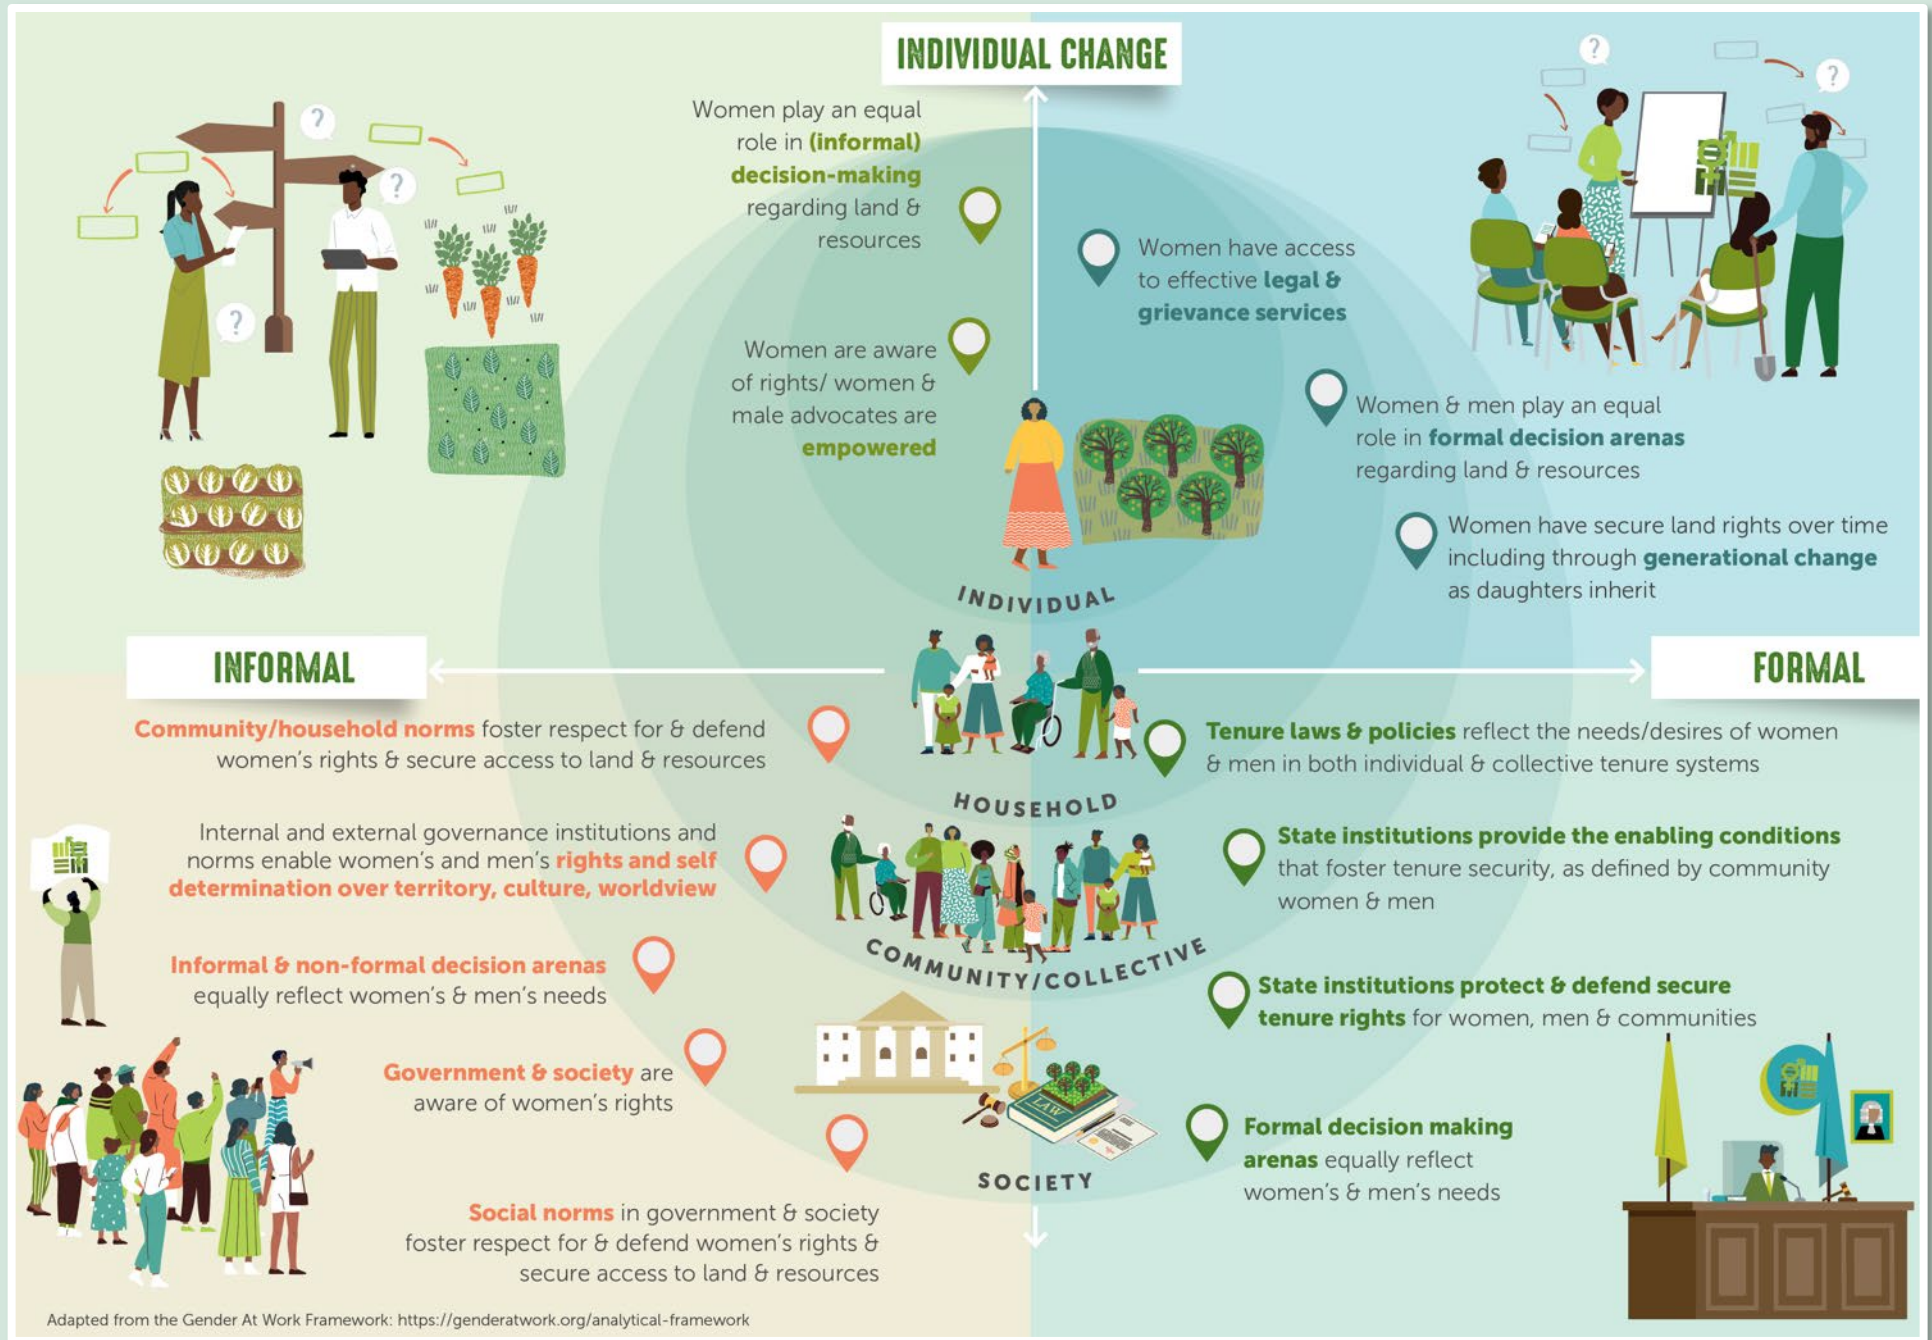 INDIVIDUAL CHANGE
Women play an equal
role in (informal)
decision-making
regarding land &
resources
Women are aware
of rights/ women &
male advocates are
empowered
Women have access
to effective legal &
grievance services
Women & men play an equal
role in formal decision arenas
regarding land & resources
Women have secure land rights over time
including through generational change
as daughters inherit
INDIVIDUAL
INFORMAL
FORMAL
Community/household norms foster respect for & defend
women's rights & secure access to land & resources
Internal and external governance institutions and
norms enable women's and men's rights and self
determination over territory, culture, worldview
Informal & non-formal decision arenas
equally reflect women's & men's needs
Government & society are
aware of women's rights
Social norms in government & society
foster respect for & defend women's rights &
secure access to land & resources
HOUSEHOLD
COMMUNITY/COLLECTIVE
LAW
SOCIETY
Tenure laws & policies reflect the needs/desires of women
& men in both individual & collective tenure systems
State institutions provide the enabling conditions
that foster tenure security, as defined by community
women & men
State institutions protect & defend secure
tenure rights for women, men & communities
Formal decision making
arenas equally reflect
women's & men's needs
Adapted from the Gender At Work Framework: https://genderatwork.org/analytical-framework
? ? ? ? ?